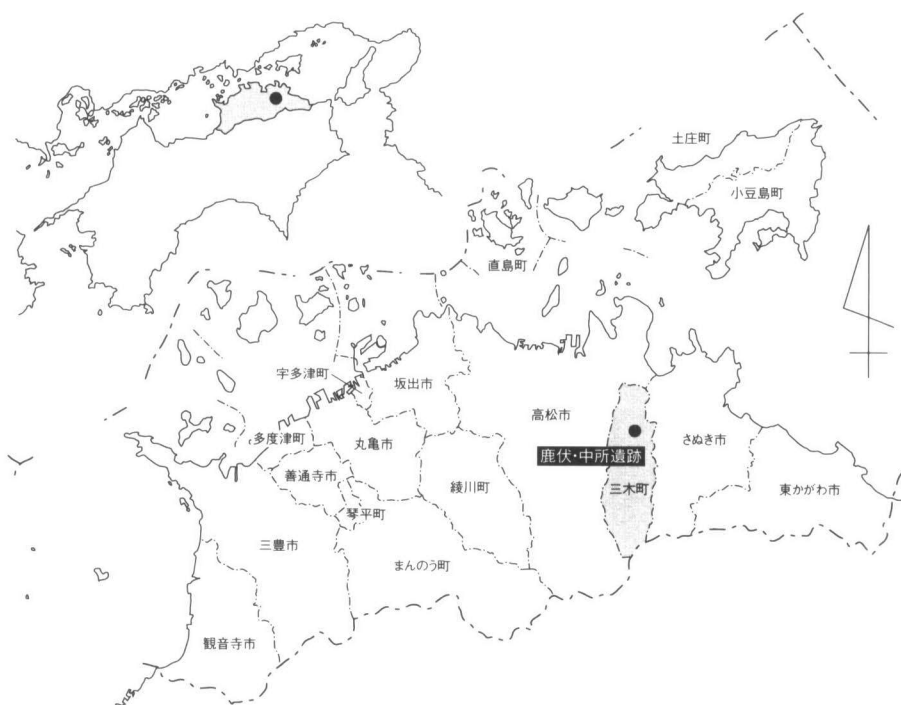 土庄町
小豆島町
直島町
宇多津町
坂出市
高松市
多度津町
丸亀市
さぬき市
鹿伏・中所遺跡
善通寺市
綾川町
三木町
東かがわ市
琴平町
三豊市
まんのう町
観音寺市